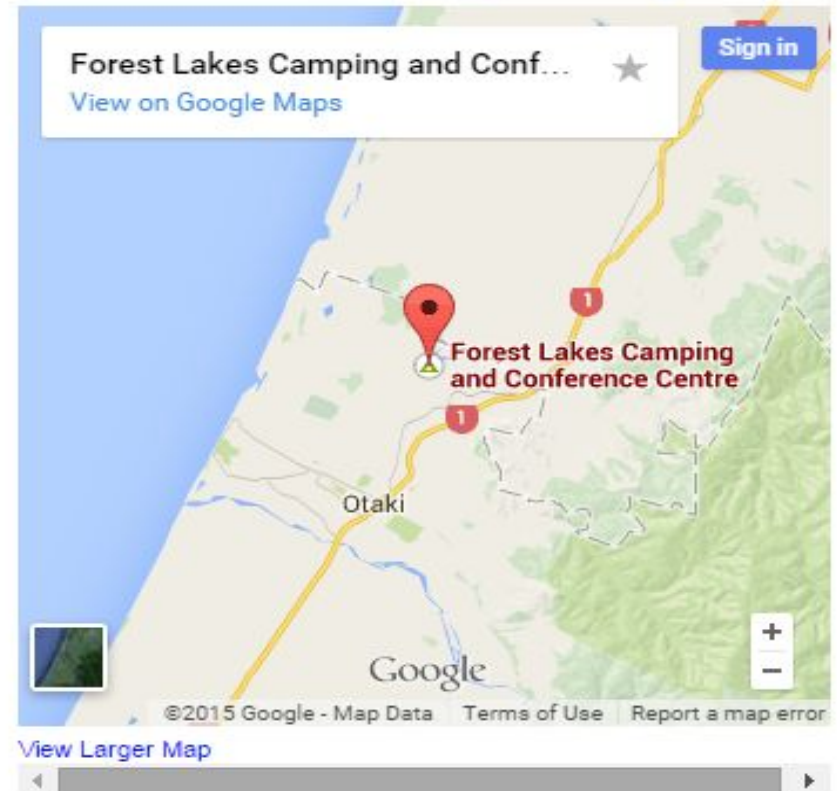 Forest Lakes Camping and Conf...
Sign in
View on Google Maps
1
Forest Lakes Camping
and Conference Centre
1
Otaki
+
−
Google
©2015 Google - Map Data Terms of Use Report a map error
View Larger Map